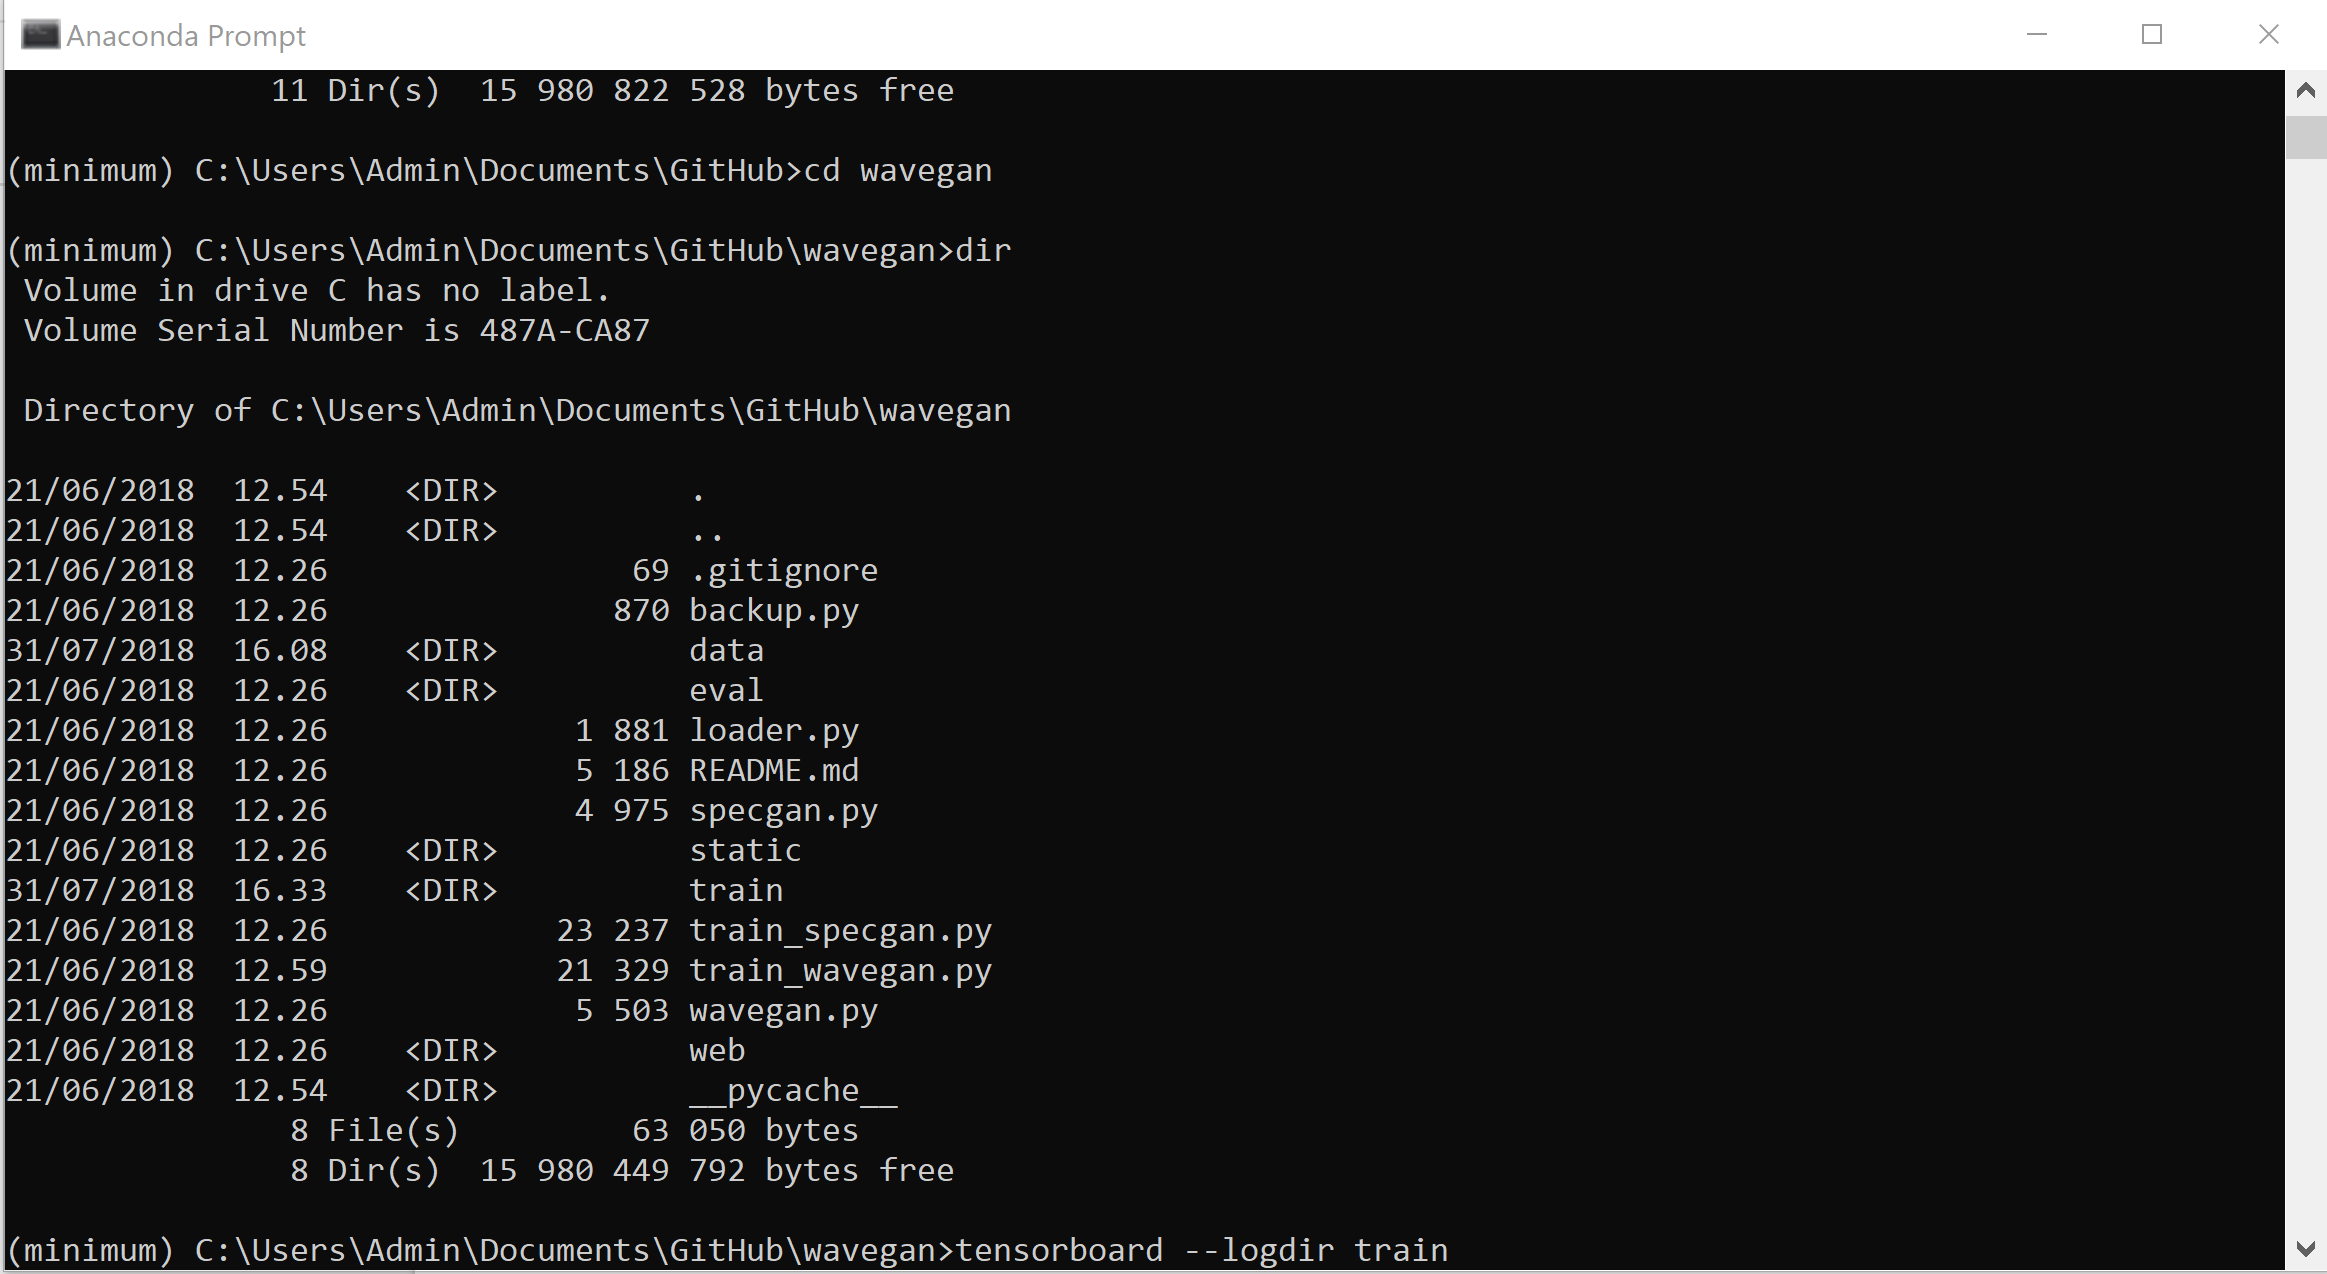 Anaconda Prompt
11 Dir(s)  15 980 822 528 bytes free
(minimum) C:\Users\Admin\Documents\GitHub>cd wavegan
(minimum) C:\Users\Admin\Documents\GitHub\wavegan>dir
Volume in drive C has no label.
Volume Serial Number is 487A-CA87
Directory of C:\Users\Admin\Documents\GitHub\wavegan
21/06/2018  12.54    <DIR>          .
21/06/2018  12.54    <DIR>          ..
21/06/2018  12.26                69 .gitignore
21/06/2018  12.26               870 backup.py
31/07/2018  16.08    <DIR>          data
21/06/2018  12.26    <DIR>          eval
21/06/2018  12.26             1 881 loader.py
21/06/2018  12.26             5 186 README.md
21/06/2018  12.26             4 975 specgan.py
21/06/2018  12.26    <DIR>          static
31/07/2018  16.33    <DIR>          train
21/06/2018  12.26            23 237 train_specgan.py
21/06/2018  12.59            21 329 train_wavegan.py
21/06/2018  12.26             5 503 wavegan.py
21/06/2018  12.26    <DIR>          web
21/06/2018  12.54    <DIR>          __pycache__
8 File(s)         63 050 bytes
8 Dir(s)  15 980 449 792 bytes free
(minimum) C:\Users\Admin\Documents\GitHub\wavegan>tensorboard --logdir train